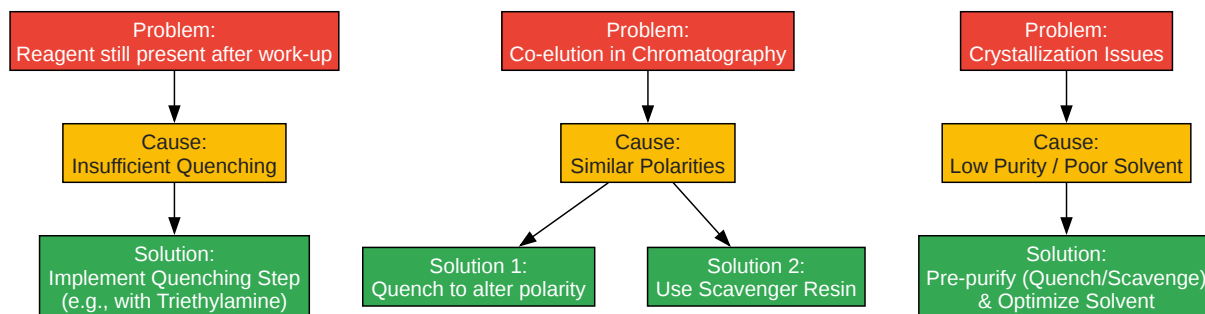 Problem:
Reagent still present after work-up
Cause:
Insufficient Quenching
Solution:
Implement Quenching Step
(e.g., with Triethylamine)
Problem:
Co-elution in Chromatography
Cause:
Similar Polarities
Solution 1:
Quench to alter polarity
Solution 2:
Use Scavenger Resin
Problem:
Crystallization Issues
Cause:
Low Purity / Poor Solvent
Solution:
Pre-purify (Quench/Scavenge)
& Optimize Solvent